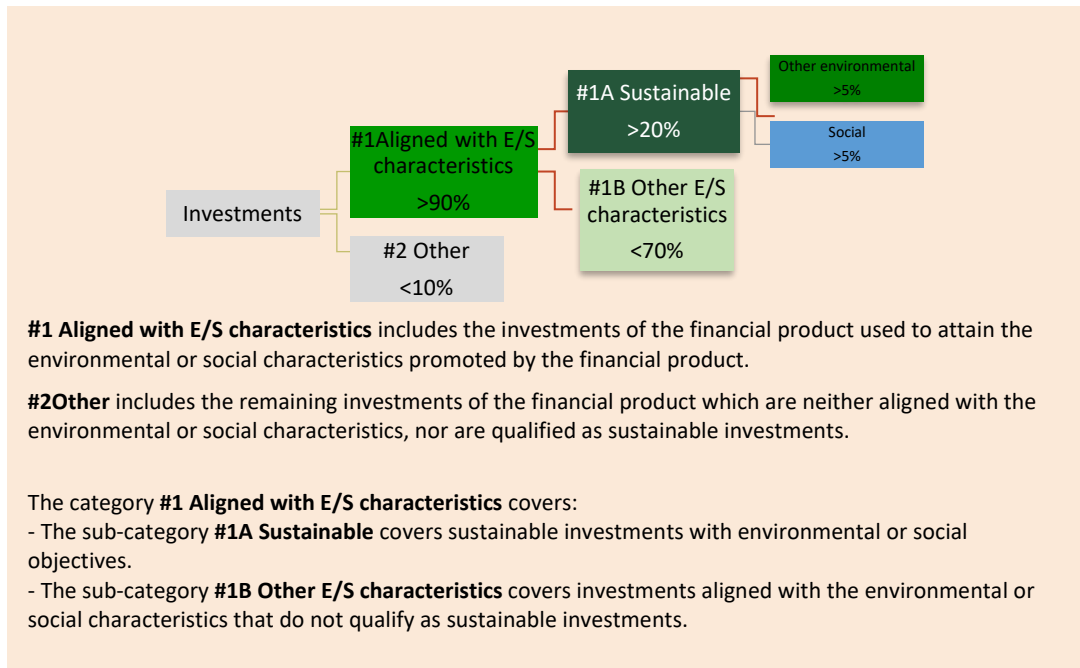 Other environmental
>5%
#1A Sustainable
>20%
Social
>5%
#1Aligned with E/S
characteristics
>90%
#1B Other E/S
characteristics
<70%
Investments
#2 Other
<10%
#1 Aligned with E/S characteristics includes the investments of the financial product used to attain the
environmental or social characteristics promoted by the financial product.
#2Other includes the remaining investments of the financial product which are neither aligned with the
environmental or social characteristics, nor are qualified as sustainable investments.
The category #1 Aligned with E/S characteristics covers:
- The sub-category #1A Sustainable covers sustainable investments with environmental or social
objectives.
- The sub-category #1B Other E/S characteristics covers investments aligned with the environmental or
social characteristics that do not qualify as sustainable investments.